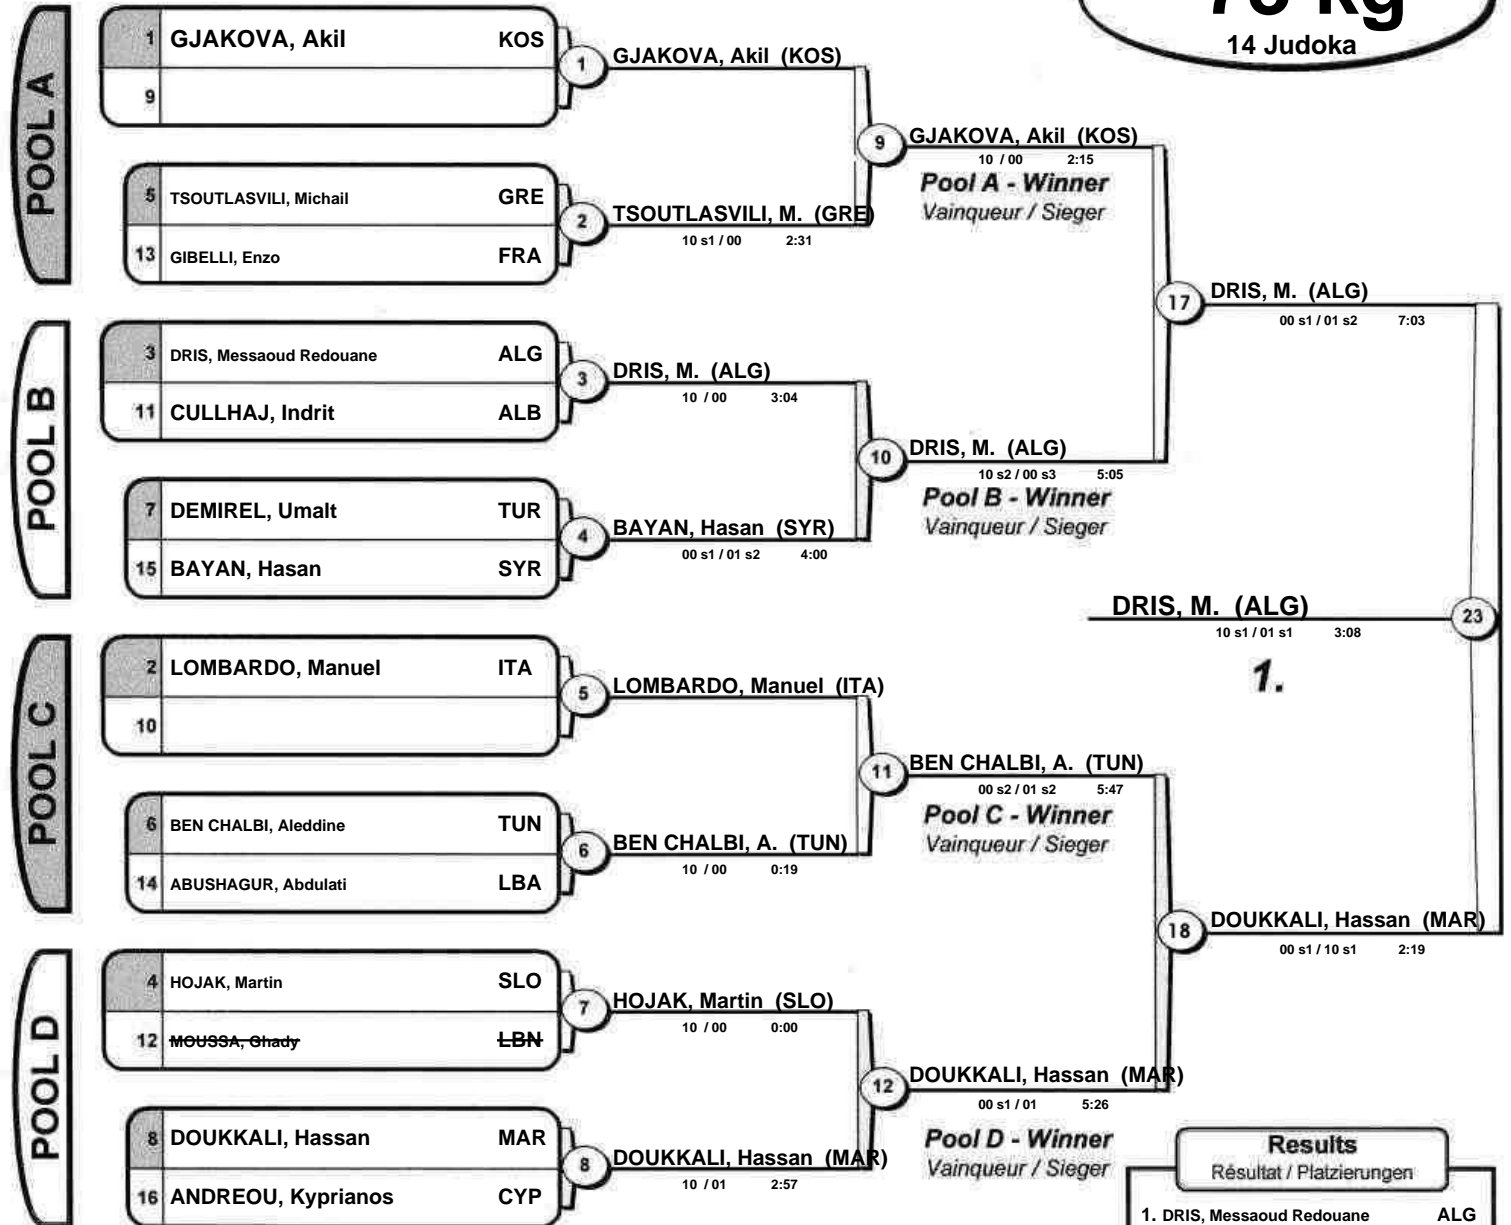 73 kg
14 Judoka
POOL A
1 GJAKOVA, Akil KOS
9
1
GJAKOVA, Akil (KOS)
5 TSOUTLASVILI, Michail GRE
13 GIBELLI, Enzo FRA
2
TSOUTLASVILI, M. (GRE)
10 s1 / 00 2:31
9
GJAKOVA, Akil (KOS)
10 / 00 2:15
Pool A - Winner
Vainqueur / Sieger
POOL B
3 DRIS, Messaoud Redouane ALG
11 CULLHAJ, Indrit ALB
3
DRIS, M. (ALG)
10 / 00 3:04
7 DEMIREL, Umalt TUR
15 BAYAN, Hasan SYR
4
BAYAN, Hasan (SYR)
00 s1 / 01 s2 4:00
10
DRIS, M. (ALG)
10 s2 / 00 s3 5:05
Pool B - Winner
Vainqueur / Sieger
17
DRIS, M. (ALG)
00 s1 / 01 s2 7:03
POOL C
2 LOMBARDO, Manuel ITA
10
5
LOMBARDO, Manuel (ITA)
6 BEN CHALBI, Aleddine TUN
14 ABUSHAGUR, Abdulati LBA
6
BEN CHALBI, A. (TUN)
10 / 00 0:19
11
BEN CHALBI, A. (TUN)
00 s2 / 01 s2 5:47
Pool C - Winner
Vainqueur / Sieger
POOL D
4 HOJAK, Martin SLO
12 MOUSSA, Ghady LBN
7
HOJAK, Martin (SLO)
10 / 00 0:00
8 DOUKKALI, Hassan MAR
16 ANDREOU, Kyprianos CYP
8
DOUKKALI, Hassan (MAR)
10 / 01 2:57
12
DOUKKALI, Hassan (MAR)
00 s1 / 01 5:26
Pool D - Winner
Vainqueur / Sieger
18
DOUKKALI, Hassan (MAR)
00 s1 / 10 s1 2:19
23
DRIS, M. (ALG)
10 s1 / 01 s1 3:08
1.
Results
Résultat / Platzierungen
1. DRIS, Messaoud Redouane ALG